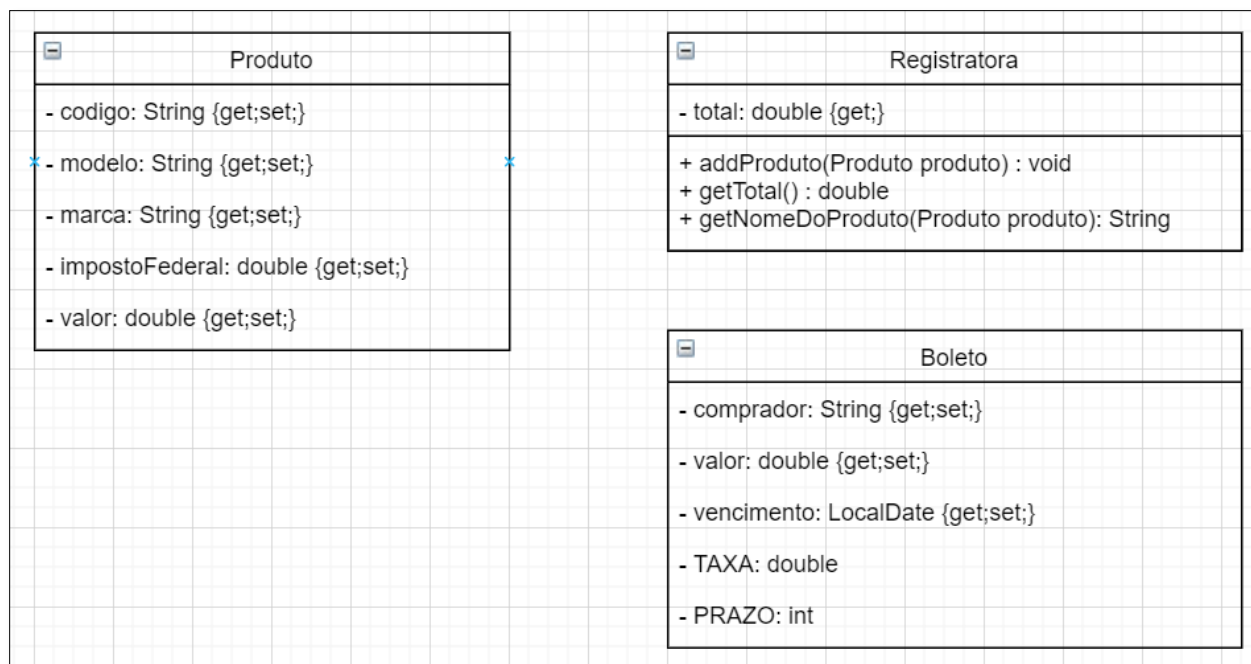 Produto
- codigo: String {get;set;}
- modelo: String {get;set;}
- marca: String {get;set;}
- impostoFederal: double {get;set;}
- valor: double {get;set;}
Registratora
- total: double {get;}
+ addProduto(Produto produto) : void
+ getTotal() : double
+ getNomeDoProduto(Produto produto): String
Boleto
- comprador: String {get;set;}
- valor: double {get;set;}
- vencimento: LocalDate {get;set;}
- TAXA: double
- PRAZO: int